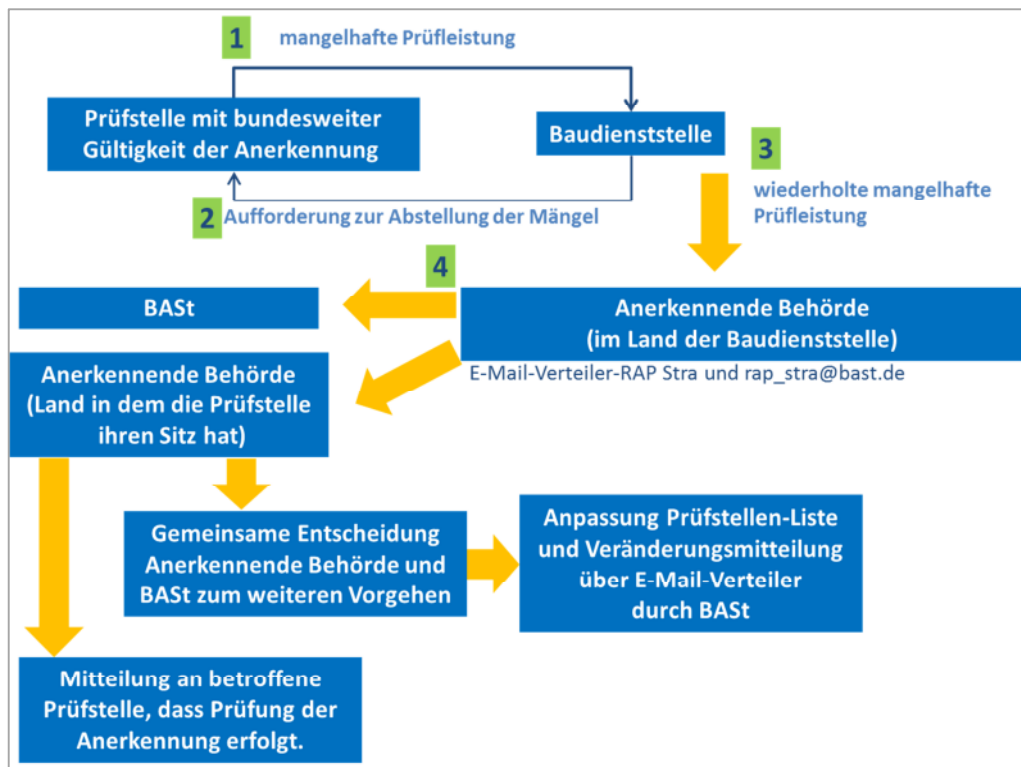 1 mangelhafte Prüfleistung
Prüfstelle mit bundesweiter
Gültigkeit der Anerkennung
Baudienststelle
3
wiederholte mangelhafte
Prüfleistung
2 Aufforderung zur Abstellung der Mängel
4
BASt
Anerkennende Behörde
(im Land der Baudienststelle)
E-Mail-Verteiler-RAP Stra und rap_stra@bast.de
Anerkennende Behörde
(Land in dem die Prüfstelle
ihren Sitz hat)
Gemeinsame Entscheidung
Anerkennende Behörde und
BASt zum weiteren Vorgehen
Anpassung Prüfstellen-Liste
und Veränderungsmitteilung
über E-Mail-Verteiler
durch BASt
Mitteilung an betroffene
Prüfstelle, dass Prüfung der
Anerkennung erfolgt.